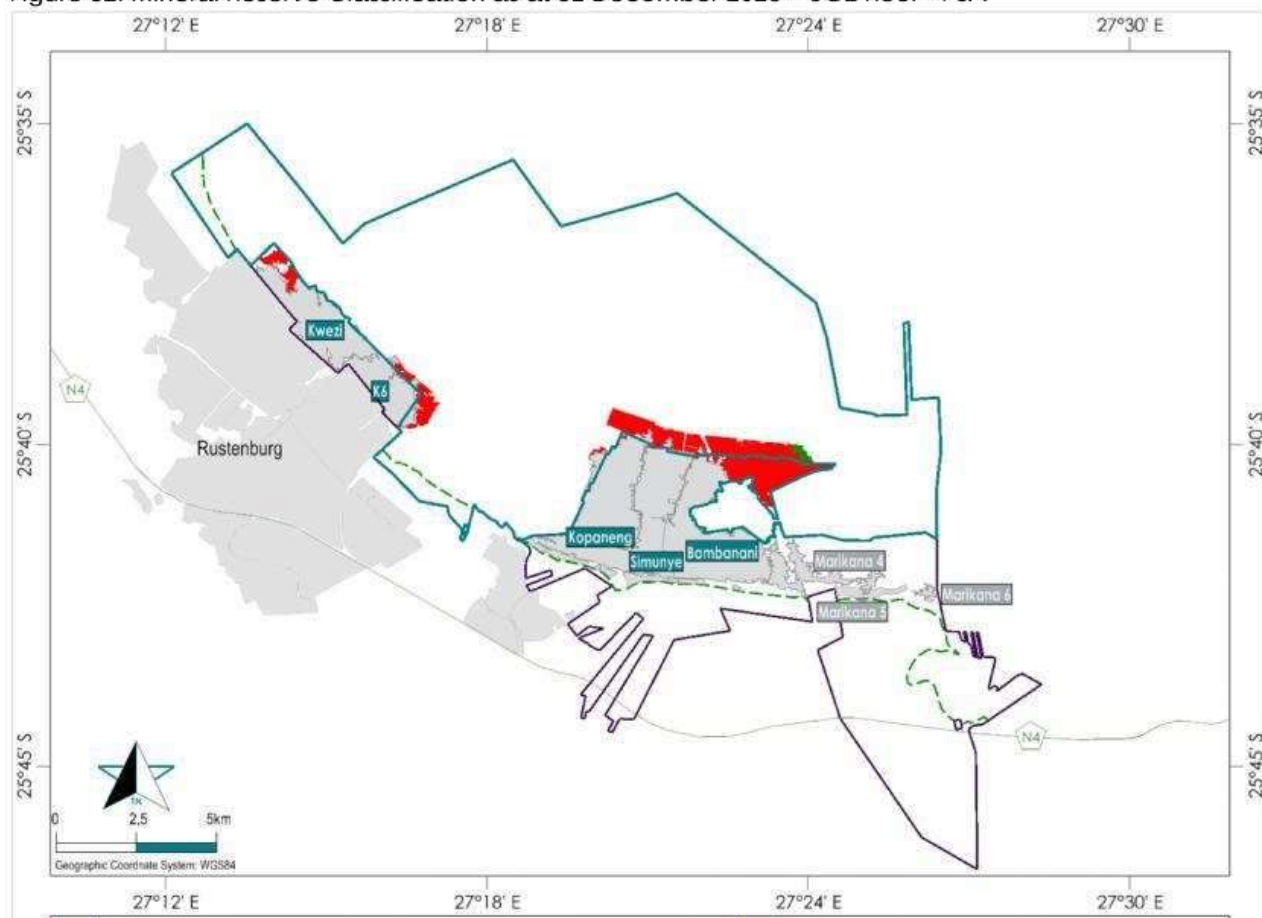 27°12' E 27°18' E 27°24' E 27°30' E
25°35' S 25°35' S
Kwezi
K6
N4
Rustenburg
25°40' S 25°40' S
Kopaneng
Simunye
Bambanani
Marikana 4
Marikana 5
Marikana 6
N4
25°45' S 25°45' S
0 2,5 5km
Geographic Coordnate System: WGS84
27°12' E 27°18' E 27°24' E 27°30' E